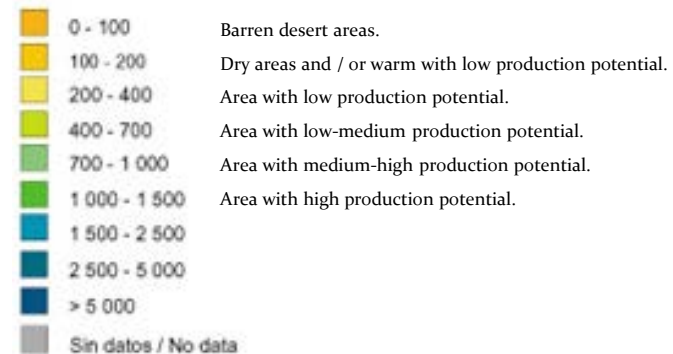 0 - 100 Barren desert areas.
100 - 200 Dry areas and / or warm with low production potential.
200 - 400 Area with low production potential.
400 - 700 Area with low-medium production potential.
700 - 1 000 Area with medium-high production potential.
1 000 - 1 500 Area with high production potential.
1 500 - 2 500
2 500 - 5 000
> 5 000
Sin datos / No data